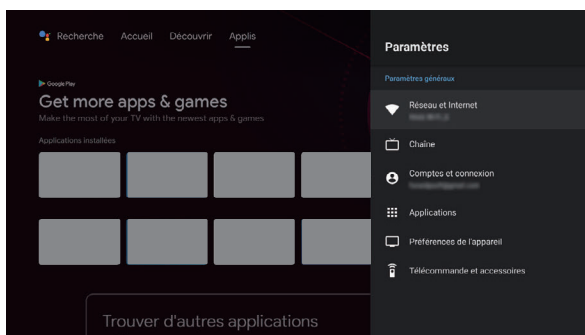 Recherche Accueil Découvrir Applis
Google Play
Get more apps & games
Make the most of your TV with the newest apps & games
Applications installées
Trouver d'autres applications
Paramètres
Paramètres généraux
Réseau et Internet
Chaîne
Comptes et connexion
Applications
Préférences de l'appareil
Télécommande et accessoires